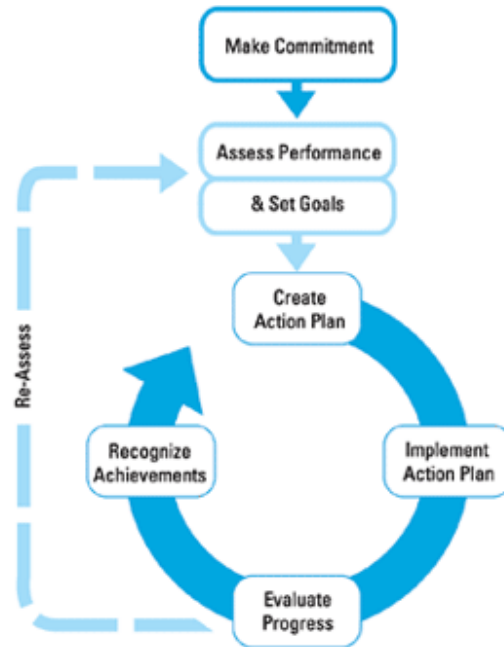 Make Commitment
Assess Performance
& Set Goals
Create
Action Plan
Re-Assess
Recognize
Achievements
Implement
Action Plan
Evaluate
Progress